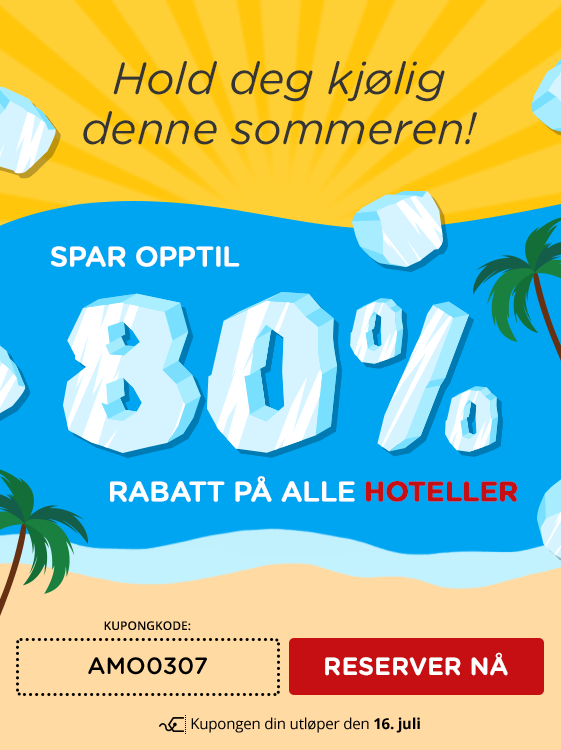 Hold deg kjølig
denne sommeren!
SPAR OPPTIL
80%
RABATT PÅ ALLE HOTELLER
KUPONGKODE:
AMO0307
RESERVER NÅ
Kupongen din utløper den 16. juli